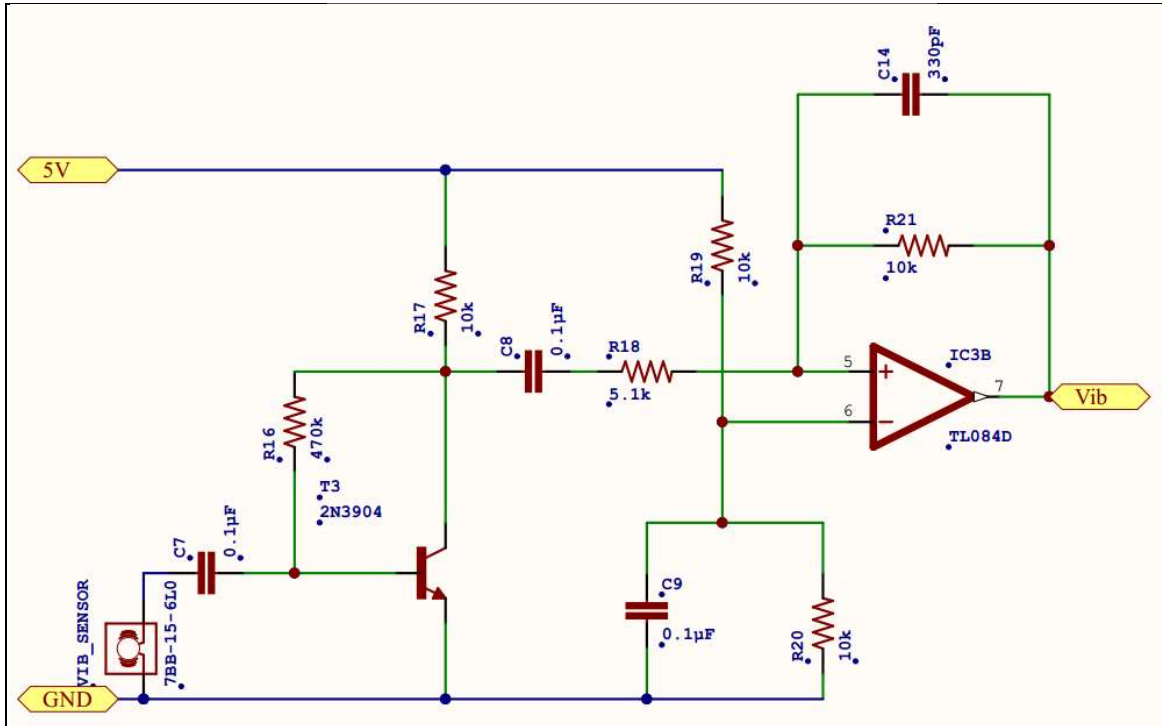 C14
330pF
5V
R21
10k
R19
10k
R17
10k
C8
0.1µF
R18
5.1k
5
+
IC3B
7
Vib
6
−
TL084D
R16
470k
T3
2N3904
C7
0.1µF
C9
0.1µF
R20
10k
VIB_SENSOR
7BB-15-6L0
GND